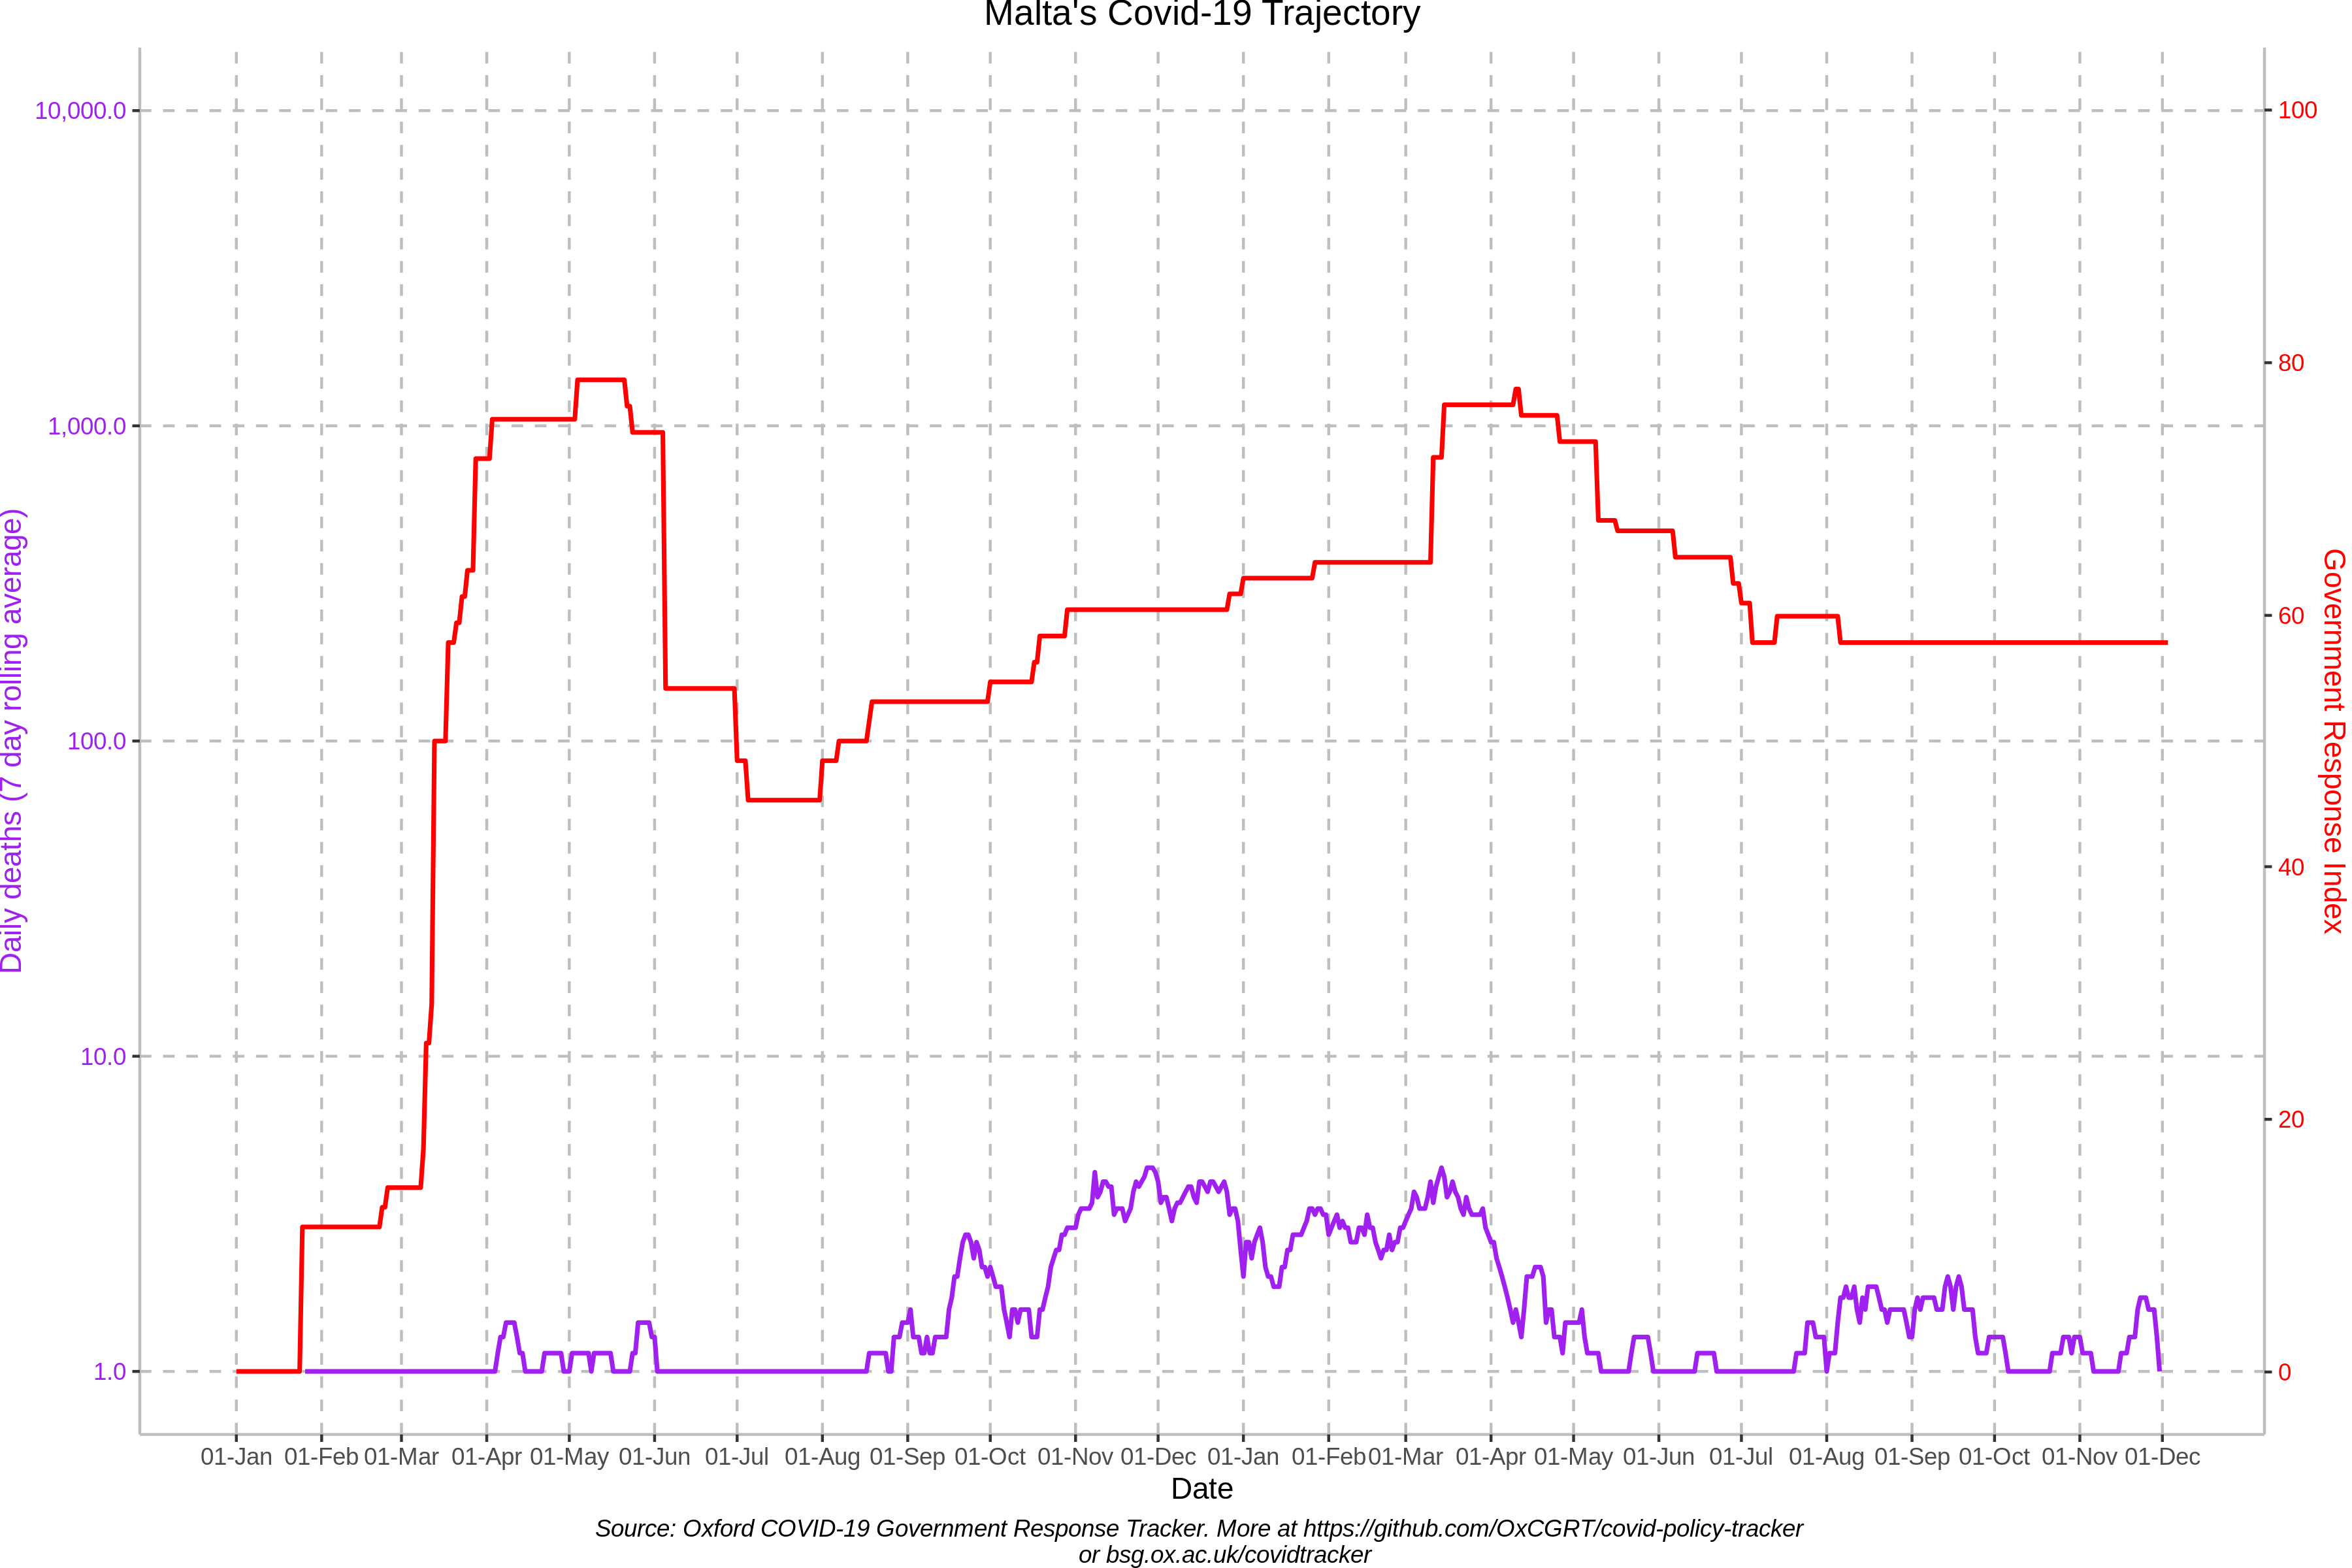 Malta's Covid-19 Trajectory
10,000.0
1,000.0
100.0
10.0
1.0
Daily deaths (7 day rolling average)
100
80
60
40
20
0
Government Response Index
01-Jan 01-Feb 01-Mar 01-Apr 01-May 01-Jun 01-Jul 01-Aug 01-Sep 01-Oct 01-Nov 01-Dec 01-Jan 01-Feb 01-Mar 01-Apr 01-May 01-Jun 01-Jul 01-Aug 01-Sep 01-Oct 01-Nov 01-Dec
Date
Source: Oxford COVID-19 Government Response Tracker. More at https://github.com/OxCGRT/covid-policy-tracker
or bsg.ox.ac.uk/covidtracker